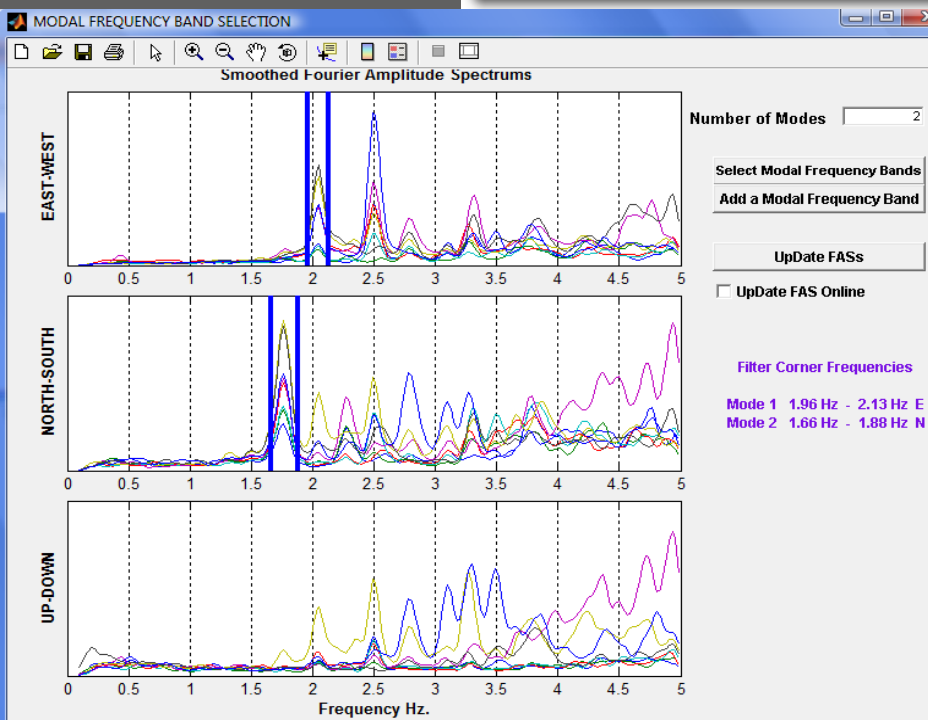 MODAL FREQUENCY BAND SELECTION
Smoothed Fourier Amplitude Spectrums
EAST-WEST
0 0.5 1 1.5 2 2.5 3 3.5 4 4.5 5
NORTH-SOUTH
0 0.5 1 1.5 2 2.5 3 3.5 4 4.5 5
UP-DOWN
0 0.5 1 1.5 2 2.5 3 3.5 4 4.5 5
Frequency Hz.
Number of Modes 2
Select Modal Frequency Bands
Add a Modal Frequency Band
UpDate FASs
UpDate FAS Online
Filter Corner Frequencies
Mode 1 1.96 Hz - 2.13 Hz E
Mode 2 1.66 Hz - 1.88 Hz N